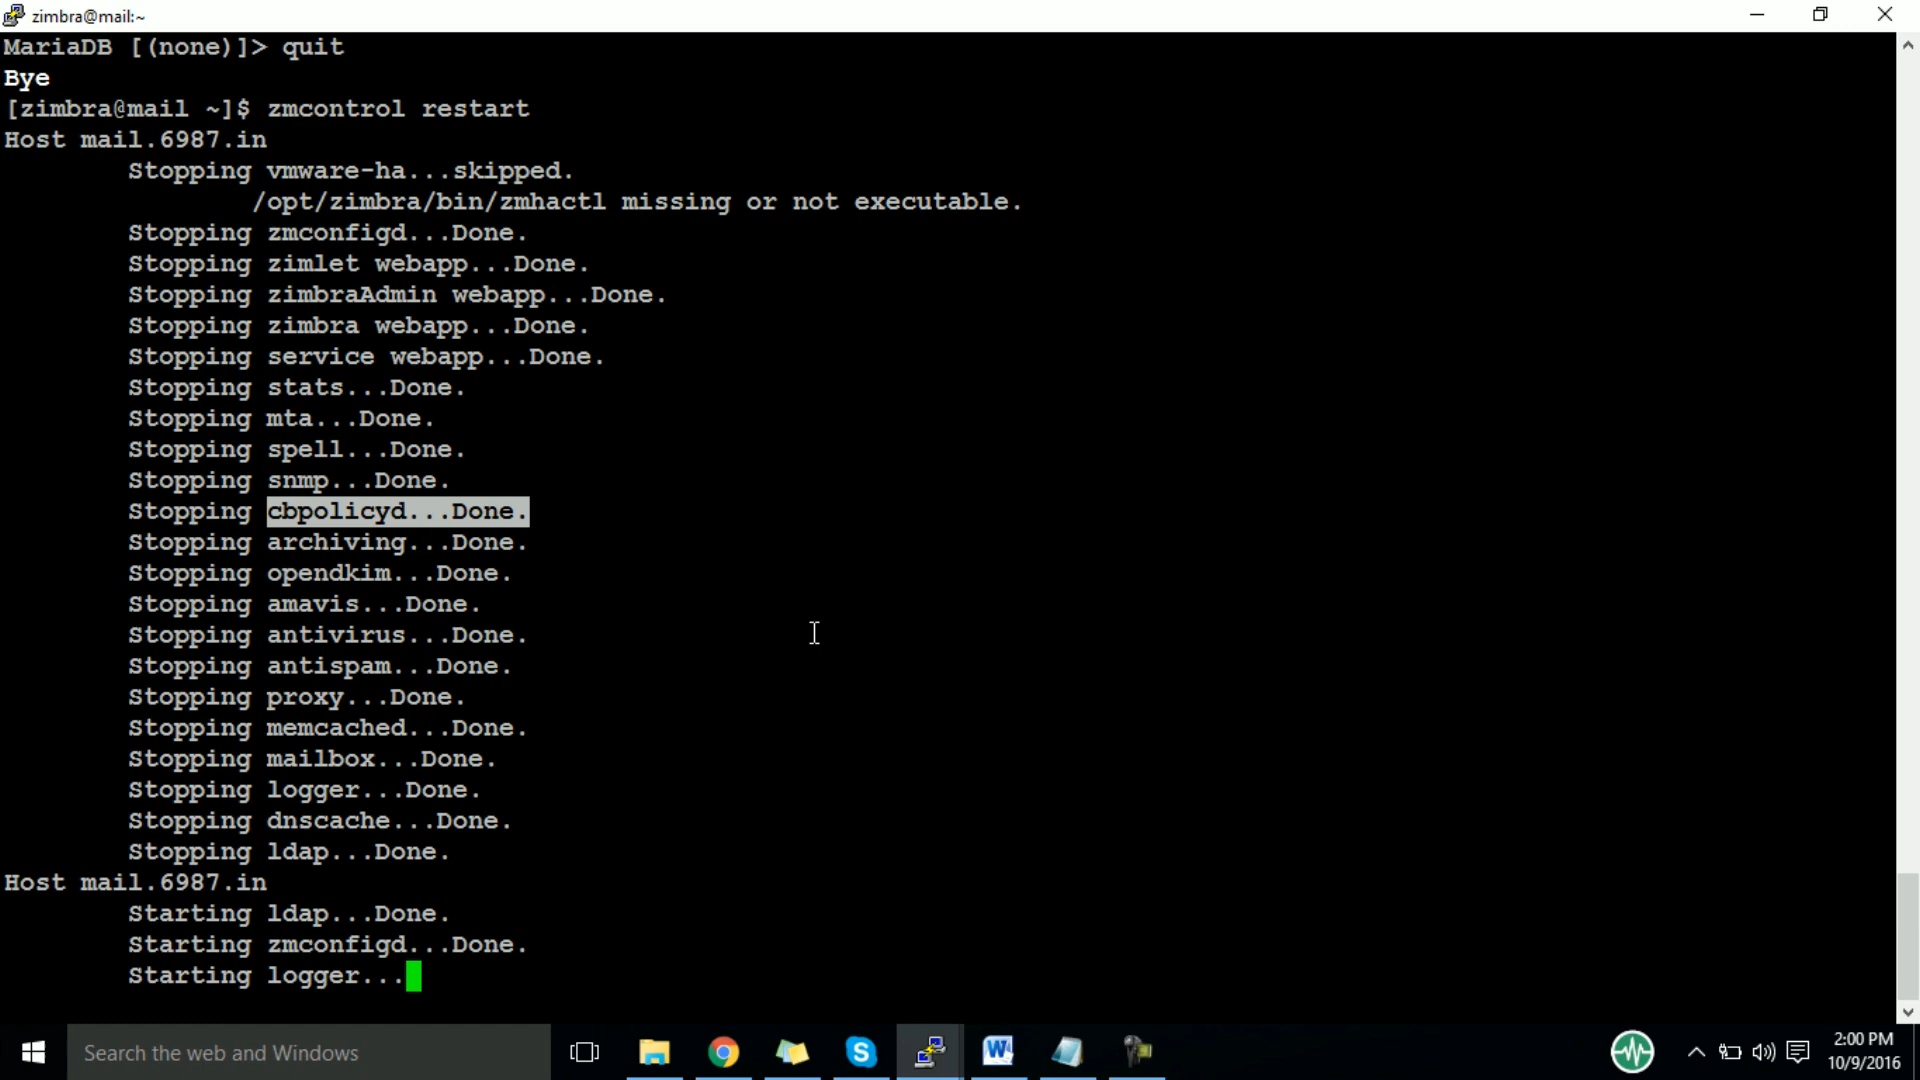 zimbra@mail:~
MariaDB [(none)]> quit
Bye
[zimbra@mail ~]$ zmcontrol restart
Host mail.6987.in
Stopping vmware-ha...skipped.
/opt/zimbra/bin/zmhactl missing or not executable.
Stopping zmconfigd...Done.
Stopping zimlet webapp...Done.
Stopping zimbraAdmin webapp...Done.
Stopping zimbra webapp...Done.
Stopping service webapp...Done.
Stopping stats...Done.
Stopping mta...Done.
Stopping spell...Done.
Stopping snmp...Done.
Stopping cbpolicyd...Done.
Stopping archiving...Done.
Stopping opendkim...Done.
Stopping amavis...Done.
Stopping antivirus...Done.
Stopping antispam...Done.
Stopping proxy...Done.
Stopping memcached...Done.
Stopping mailbox...Done.
Stopping logger...Done.
Stopping dnscache...Done.
Stopping ldap...Done.
Host mail.6987.in
Starting ldap...Done.
Starting zmconfigd...Done.
Starting logger...
Search the web and Windows
2:00 PM
10/9/2016